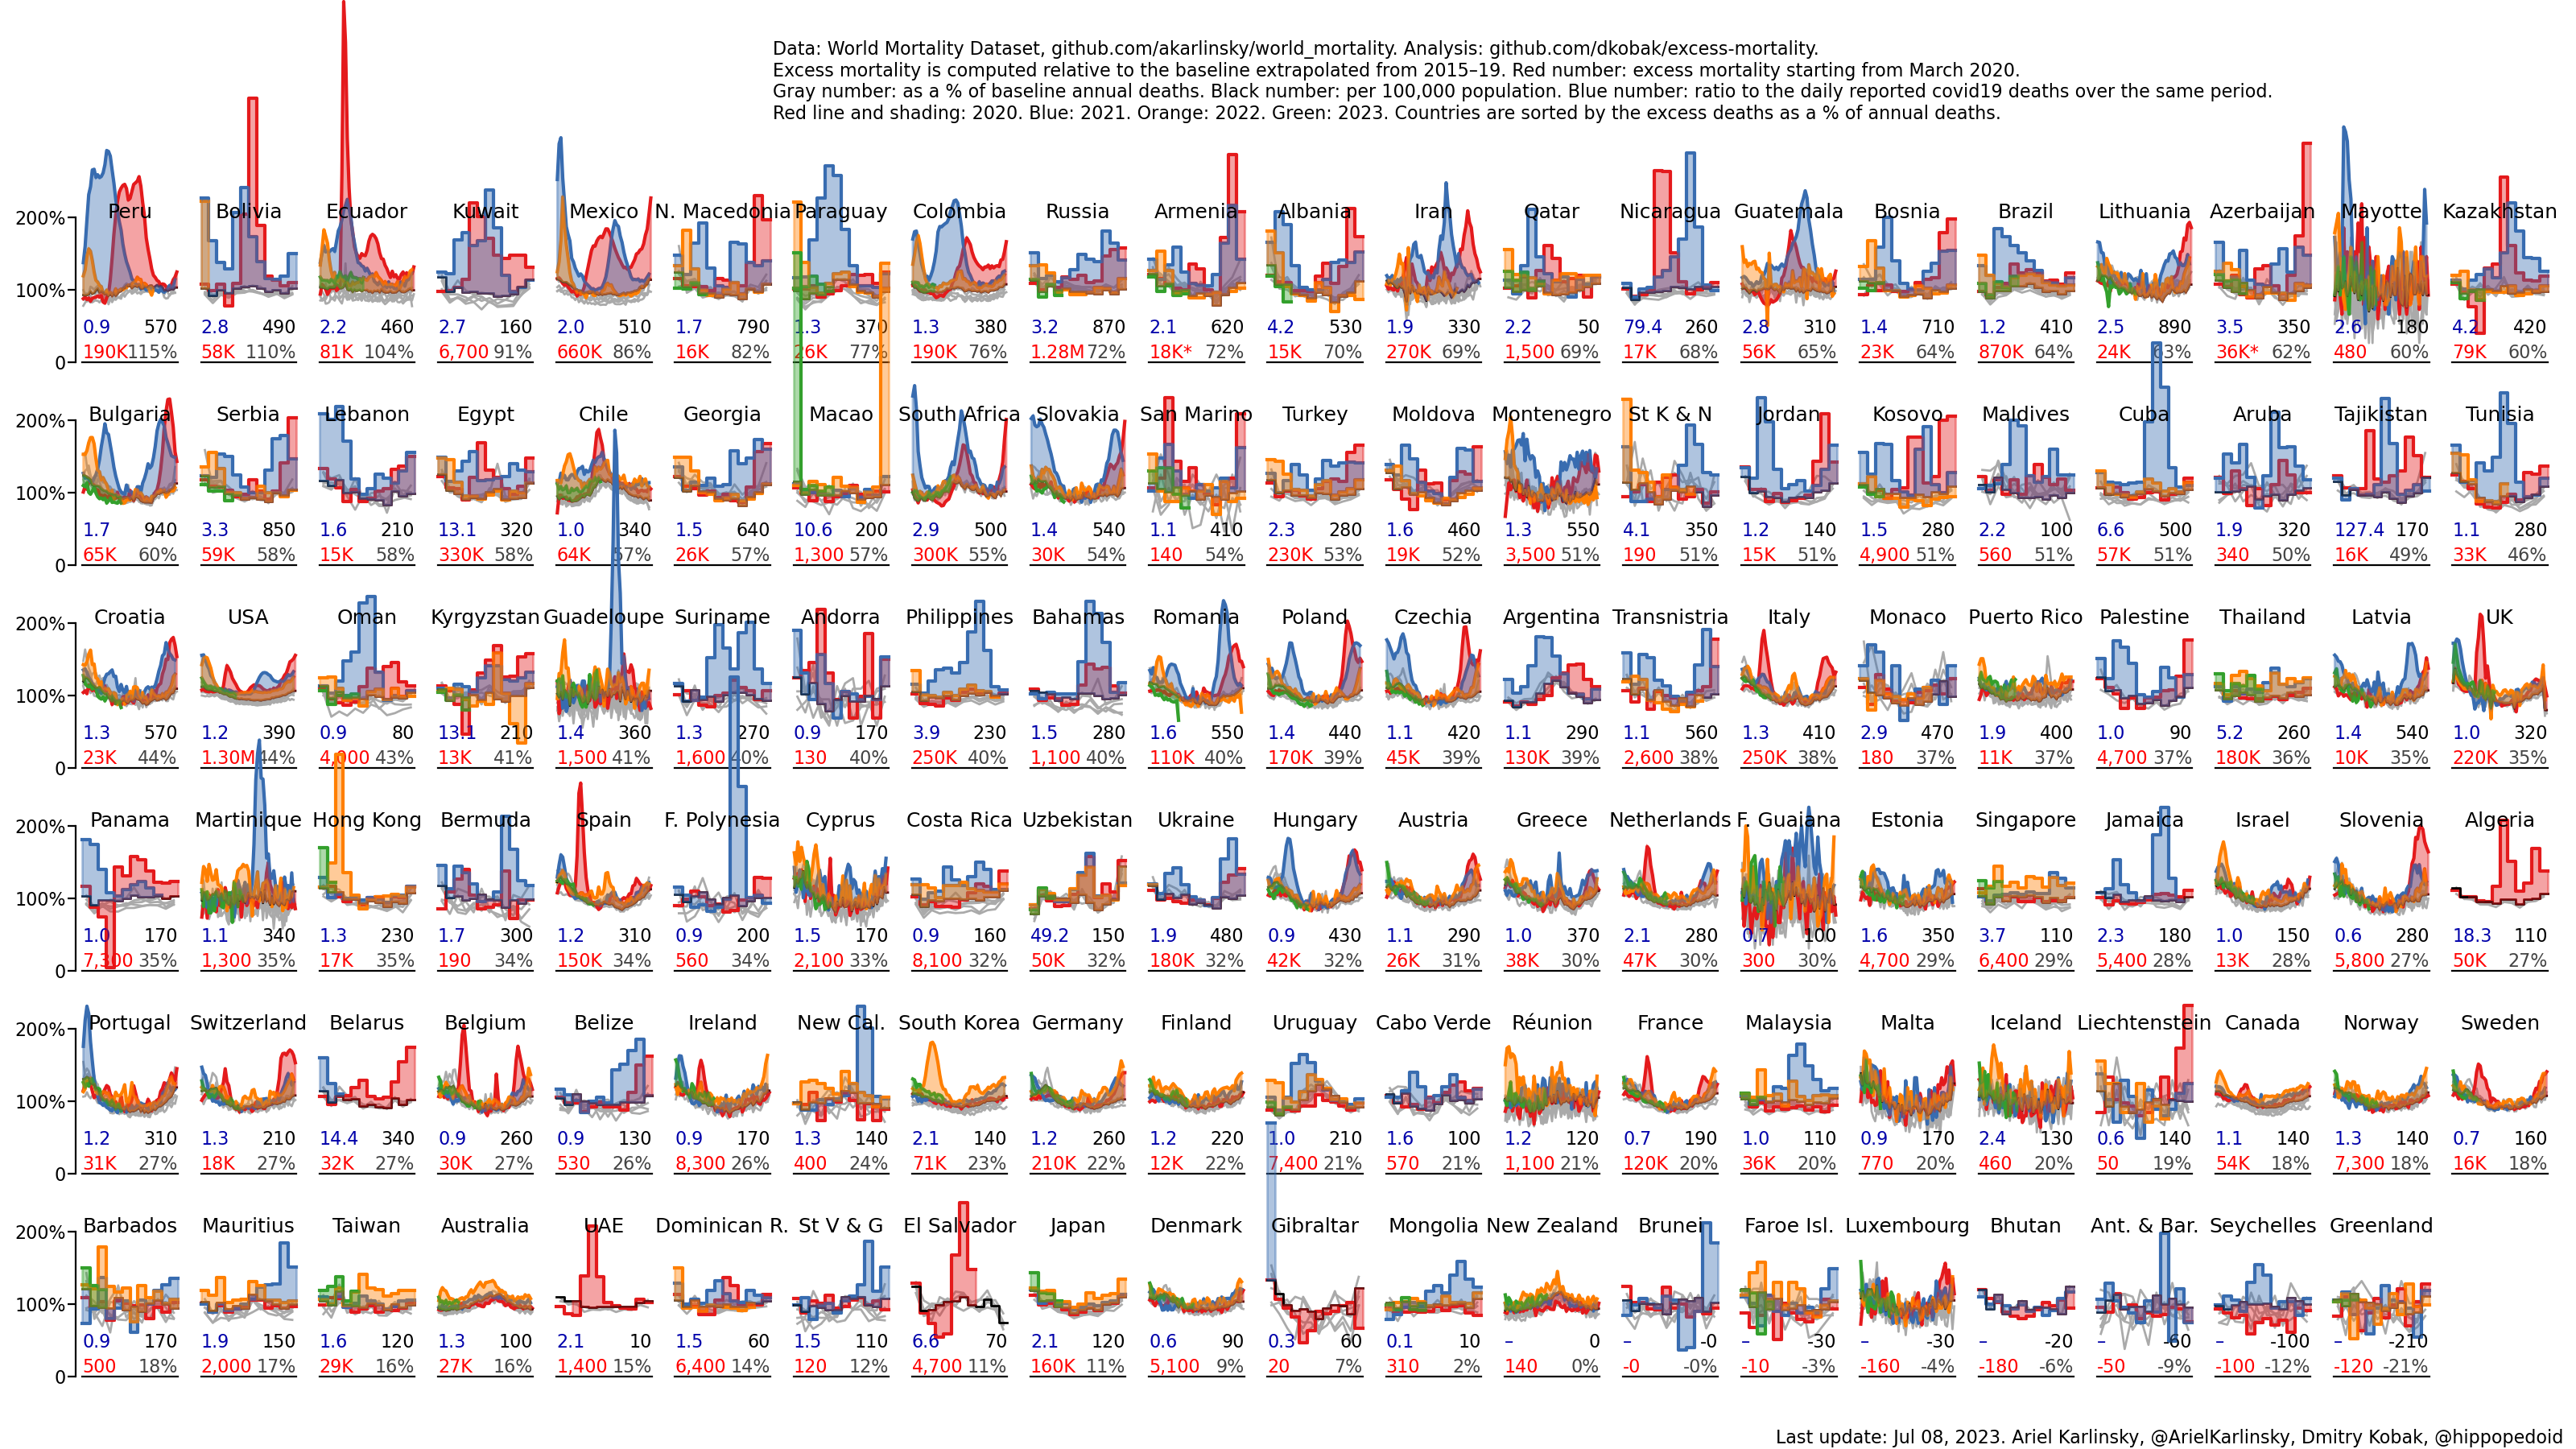 Data: World Mortality Dataset, github.com/akarlinsky/world_mortality. Analysis: github.com/dkobak/excess-mortality.
Excess mortality is computed relative to the baseline extrapolated from 2015–19. Red number: excess mortality starting from March 2020.
Gray number: as a % of baseline annual deaths. Black number: per 100,000 population. Blue number: ratio to the daily reported covid19 deaths over the same period.
Red line and shading: 2020. Blue: 2021. Orange: 2022. Green: 2023. Countries are sorted by the excess deaths as a % of annual deaths.
200% Peru Bolivia Ecuador Kuwait Mexico N. Macedonia Paraguay Colombia Russia Armenia Albania Iran Qatar Nicaragua Guatemala Bosnia Brazil Lithuania Azerbaijan Mayotte Kazakhstan
100%
0.9 570 2.8 490 2.2 460 2.7 160 2.0 510 1.7 790 1.3 370 1.3 380 3.2 870 2.1 620 4.2 530 1.9 330 2.2 50 79.4 260 2.8 310 1.4 710 1.2 410 2.5 890 3.5 350 2.6 180 4.2 420
0 190K 115% 58K 110% 81K 104% 6,700 91% 660K 86% 16K 82% 26K 77% 190K 76% 1.28M 72% 18K* 72% 15K 70% 270K 69% 1,500 69% 17K 68% 56K 65% 23K 64% 870K 64% 24K 63% 36K* 62% 480 60% 79K 60%
200% Bulgaria Serbia Lebanon Egypt Chile Georgia Macao South Africa Slovakia San Marino Turkey Moldova Montenegro St K & N Jordan Kosovo Maldives Cuba Aruba Tajikistan Tunisia
100%
1.7 940 3.3 850 1.6 210 13.1 320 1.0 340 1.5 640 10.6 200 2.9 500 1.4 540 1.1 410 2.3 280 1.6 460 1.3 550 4.1 350 1.2 140 1.5 280 2.2 100 6.6 500 1.9 320 127.4 170 1.1 280
0 65K 60% 59K 58% 15K 58% 330K 58% 64K 57% 26K 57% 1,300 57% 300K 55% 30K 54% 140 54% 230K 53% 19K 52% 3,500 51% 190 51% 15K 51% 4,900 51% 560 51% 57K 51% 340 50% 16K 49% 33K 46%
200% Croatia USA Oman Kyrgyzstan Guadeloupe Suriname Andorra Philippines Bahamas Romania Poland Czechia Argentina Transnistria Italy Monaco Puerto Rico Palestine Thailand Latvia UK
100%
1.3 570 1.2 390 0.9 80 13.1 210 1.4 360 1.3 270 0.9 170 3.9 230 1.5 280 1.6 550 1.4 440 1.1 420 1.1 290 1.1 560 1.3 410 2.9 470 1.9 400 1.0 90 5.2 260 1.4 540 1.0 320
0 23K 44% 1.30M 44% 4,000 43% 13K 41% 1,500 41% 1,600 40% 130 40% 250K 40% 1,100 40% 110K 40% 170K 39% 45K 39% 130K 39% 2,600 38% 250K 38% 180 37% 11K 37% 4,700 37% 180K 36% 10K 35% 220K 35%
200% Panama Martinique Hong Kong Bermuda Spain F. Polynesia Cyprus Costa Rica Uzbekistan Ukraine Hungary Austria Greece Netherlands F. Guaiana Estonia Singapore Jamaica Israel Slovenia Algeria
100%
1.0 170 1.1 340 1.3 230 1.7 300 1.2 310 0.9 200 1.5 170 0.9 160 49.2 150 1.9 480 0.9 430 1.1 290 1.0 370 2.1 280 0.7 100 1.6 350 3.7 110 2.3 180 1.0 150 0.6 280 18.3 110
0 7,300 35% 1,300 35% 17K 35% 190 34% 150K 34% 560 34% 2,100 33% 8,100 32% 50K 32% 180K 32% 42K 32% 26K 31% 38K 30% 47K 30% 300 30% 4,700 29% 6,400 29% 5,400 28% 13K 28% 5,800 27% 50K 27%
200% Portugal Switzerland Belarus Belgium Belize Ireland New Cal. South Korea Germany Finland Uruguay Cabo Verde Réunion France Malaysia Malta Iceland Liechtenstein Canada Norway Sweden
100%
1.2 310 1.3 210 14.4 340 0.9 260 0.9 130 0.9 170 1.3 140 2.1 140 1.2 260 1.2 220 1.0 210 1.6 100 1.2 120 0.7 190 1.0 110 0.9 170 2.4 130 0.6 140 1.1 140 1.3 140 0.7 160
0 31K 27% 18K 27% 32K 27% 30K 27% 530 26% 8,300 26% 400 24% 71K 23% 210K 22% 12K 22% 7,400 21% 570 21% 1,100 21% 120K 20% 36K 20% 770 20% 460 20% 50 19% 54K 18% 7,300 18% 16K 18%
200% Barbados Mauritius Taiwan Australia UAE Dominican R. St V & G El Salvador Japan Denmark Gibraltar Mongolia New Zealand Brunei Faroe Isl. Luxembourg Bhutan Ant. & Bar. Seychelles Greenland
100%
0.9 170 1.9 150 1.6 120 1.3 100 2.1 10 1.5 60 1.5 110 6.6 70 2.1 120 0.6 90 0.3 60 0.1 10 – 0 – -0 – -30 – -30 – -20 – -60 – -100 – -210
0 500 18% 2,000 17% 29K 16% 27K 16% 1,400 15% 6,400 14% 120 12% 4,700 11% 160K 11% 5,100 9% 20 7% 310 2% 140 0% -0 -0% -10 -3% -160 -4% -180 -6% -50 -9% -100 -12% -120 -21%
Last update: Jul 08, 2023. Ariel Karlinsky, @ArielKarlinsky, Dmitry Kobak, @hippopedoid